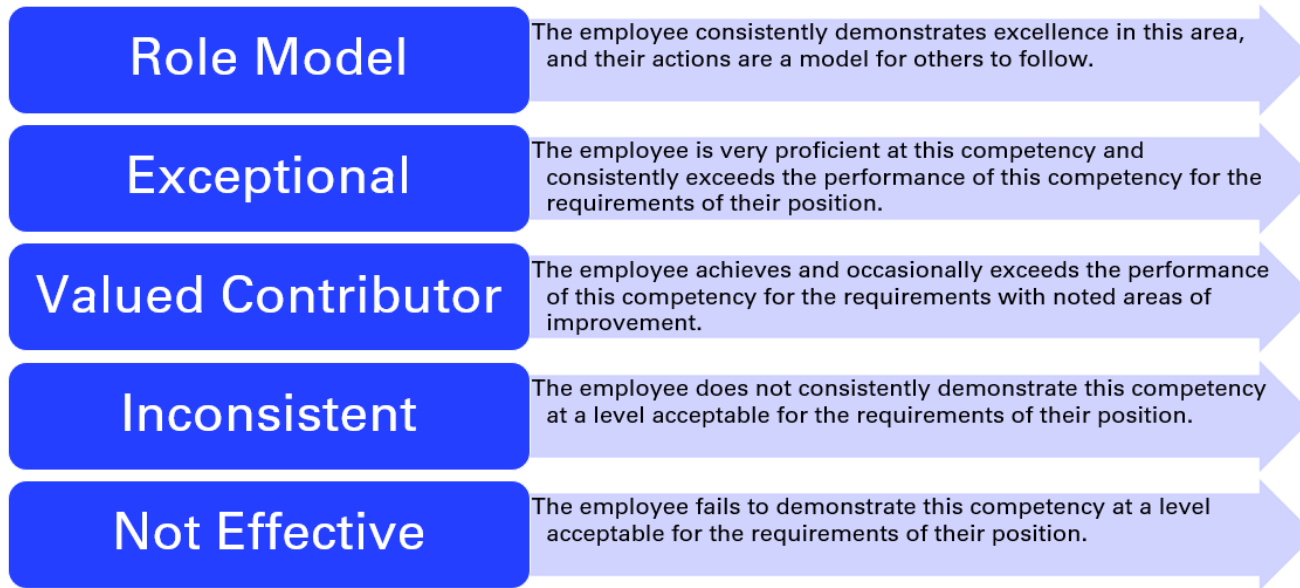 Role Model
The employee consistently demonstrates excellence in this area,
and their actions are a model for others to follow.
Exceptional
The employee is very proficient at this competency and
consistently exceeds the performance of this competency for the
requirements of their position.
Valued Contributor
The employee achieves and occasionally exceeds the performance
of this competency for the requirements with noted areas of
improvement.
Inconsistent
The employee does not consistently demonstrate this competency
at a level acceptable for the requirements of their position.
Not Effective
The employee fails to demonstrate this competency at a level
acceptable for the requirements of their position.